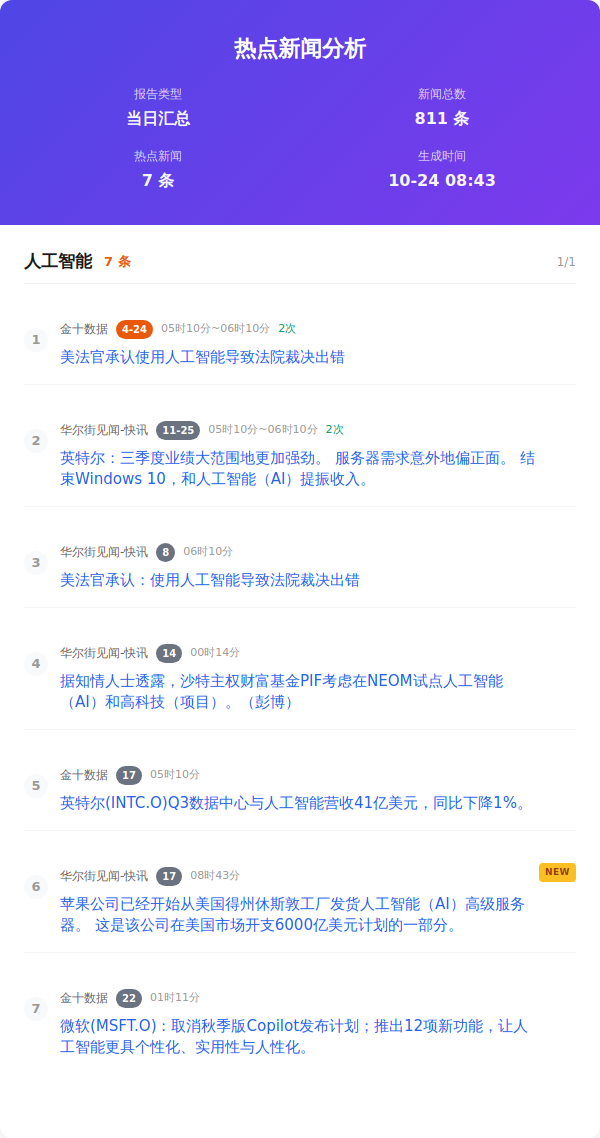 热点新闻分析
报告类型
新闻总数
当日汇总
811 条
热点新闻
生成时间
7 条
10-24 08:43
人工智能 7 条 1/1
1
金十数据 4-24 05时10分~06时10分 2次
美法官承认使用人工智能导致法院裁决出错
2
华尔街见闻-快讯 11-25 05时10分~06时10分 2次
英特尔：三季度业绩大范围地更加强劲。 服务器需求意外地偏正面。 结
束Windows 10，和人工智能（AI）提振收入。
3
华尔街见闻-快讯 8 06时10分
美法官承认：使用人工智能导致法院裁决出错
4
华尔街见闻-快讯 14 00时14分
据知情人士透露，沙特主权财富基金PIF考虑在NEOM试点人工智能
（AI）和高科技（项目）。（彭博）
5
金十数据 17 05时10分
英特尔(INTC.O)Q3数据中心与人工智能营收41亿美元，同比下降1%。
6
华尔街见闻-快讯 17 08时43分 NEW
苹果公司已经开始从美国得州休斯敦工厂发货人工智能（AI）高级服务
器。 这是该公司在美国市场开支6000亿美元计划的一部分。
7
金十数据 22 01时11分
微软(MSFT.O)：取消秋季版Copilot发布计划；推出12项新功能，让人
工智能更具个性化、实用性与人性化。